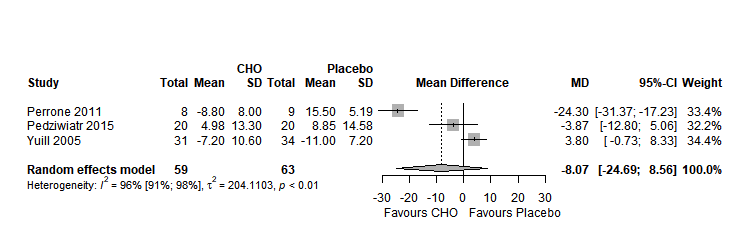 CHO Placebo
Study Total Mean SD Total Mean SD Mean Difference MD 95%-CI Weight
Perrone 2011 8 -8.80 8.00 9 15.50 5.19 -24.30 [-31.37; -17.23] 33.4%
Pedziwiatr 2015 20 4.98 13.30 20 8.85 14.58 -3.87 [-12.80; 5.06] 32.2%
Yuill 2005 31 -7.20 10.60 34 -11.00 7.20 3.80 [-0.73; 8.33] 34.4%
Random effects model 59 63 -8.07 [-24.69; 8.56] 100.0%
Heterogeneity: I² = 96% [91%; 98%], τ² = 204.1103, p < 0.01
-30 -20 -10 0 10 20 30
Favours CHO Favours Placebo